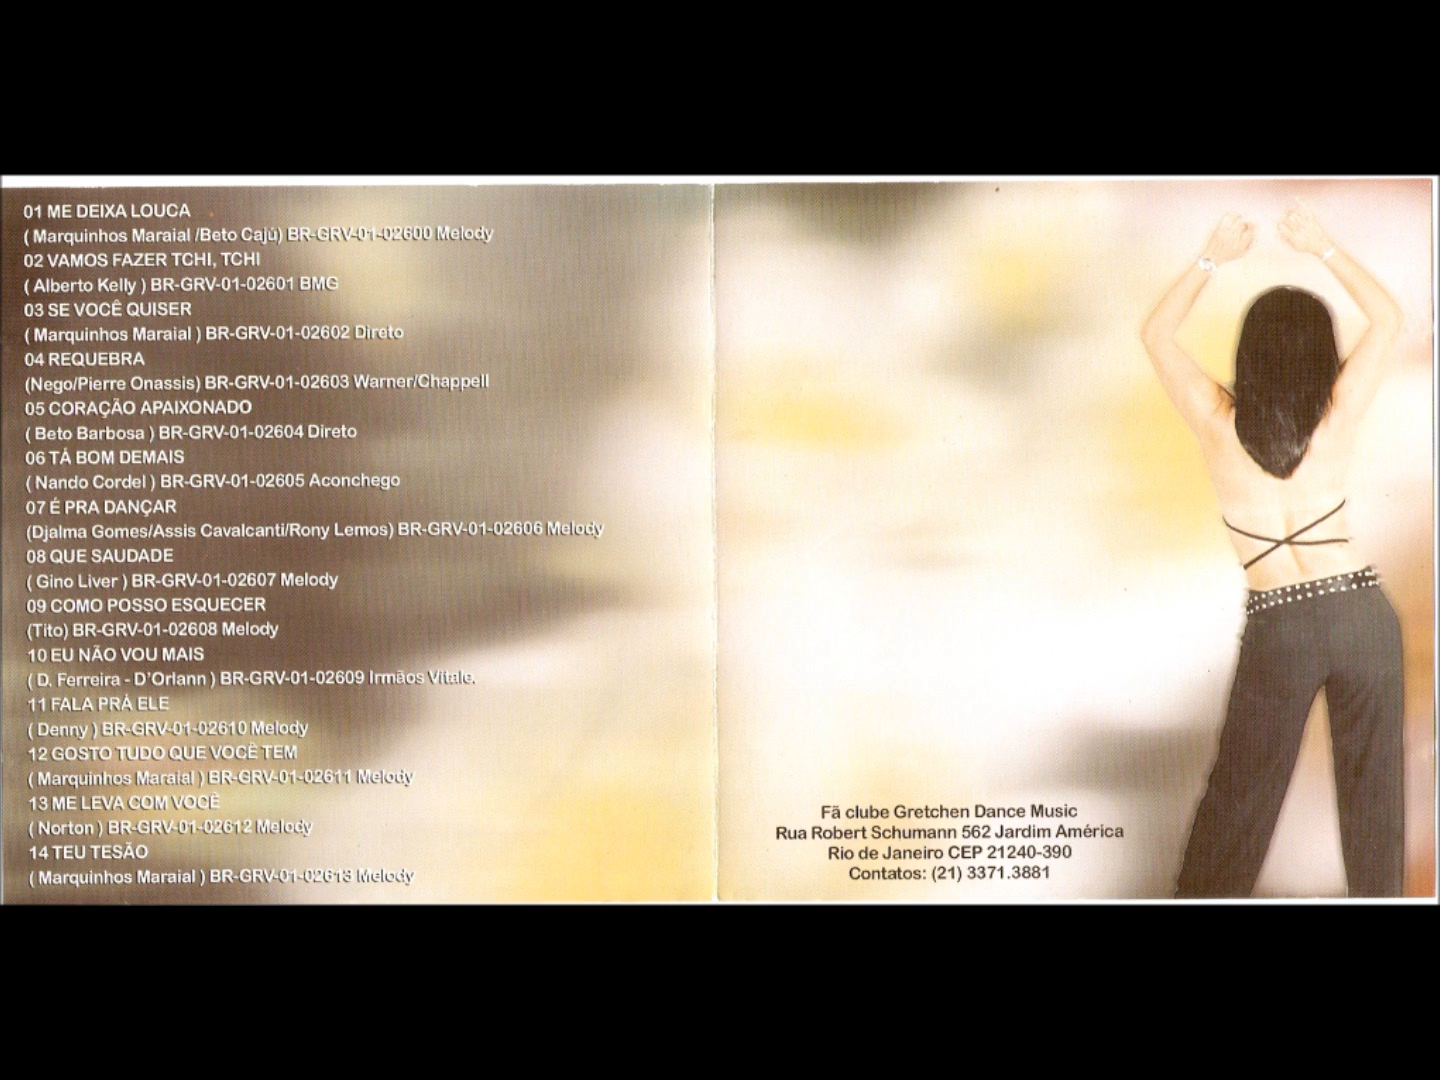 01 ME DEIXA LOUCA
( Marquinhos Maraial /Beto Cajú) BR-GRV-01-02600 Melody
02 VAMOS FAZER TCHI, TCHI
( Alberto Kelly ) BR-GRV-01-02601 BMG
03 SE VOCÊ QUISER
( Marquinhos Maraial ) BR-GRV-01-02602 Direto
04 REQUEBRA
(Nego/Pierre Onassis) BR-GRV-01-02603 Warner/Chappell
05 CORAÇÃO APAIXONADO
( Beto Barbosa ) BR-GRV-01-02604 Direto
06 TÁ BOM DEMAIS
( Nando Cordel ) BR-GRV-01-02605 Aconchego
07 É PRA DANÇAR
(Djalma Gomes/Assis Cavalcanti/Rony Lemos) BR-GRV-01-02606 Melody
08 QUE SAUDADE
( Gino Liver ) BR-GRV-01-02607 Melody
09 COMO POSSO ESQUECER
(Tito) BR-GRV-01-02608 Melody
10 EU NÃO VOU MAIS
( D. Ferreira - D'Orlann ) BR-GRV-01-02609 Irmãos Vitale.
11 FALA PRÁ ELE
( Denny ) BR-GRV-01-02610 Melody
12 GOSTO TUDO QUE VOCÊ TEM
( Marquinhos Maraial ) BR-GRV-01-02611 Melody
13 ME LEVA COM VOCÊ
( Norton ) BR-GRV-01-02612 Melody
14 TEU TESÃO
( Marquinhos Maraial ) BR-GRV-01-02613 Melody
Fã clube Gretchen Dance Music
Rua Robert Schumann 562 Jardim América
Rio de Janeiro CEP 21240-390
Contatos: (21) 3371.3881